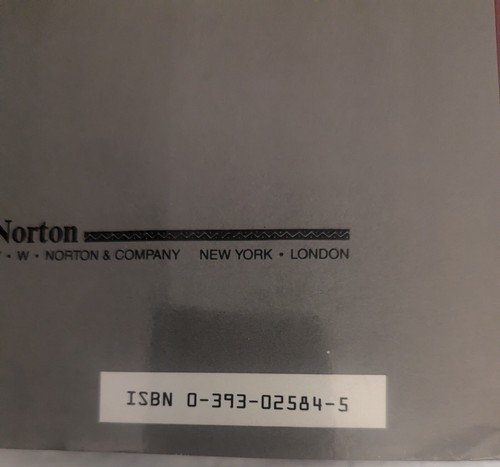 Norton
W • NORTON & COMPANY NEW YORK • LONDON
ISBN 0-393-02584-5